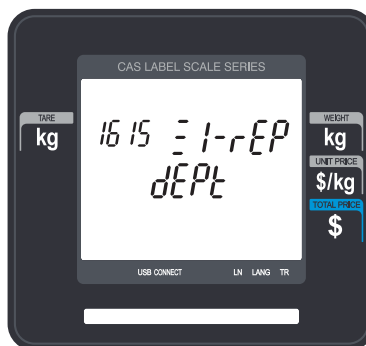 CAS LABEL SCALE SERIES
TARE
kg
1615 Ξ 1-rEP
dEPt
WEIGHT
kg
UNIT PRICE
$/kg
TOTAL PRICE
$
USB CONNECT LN LANG TR